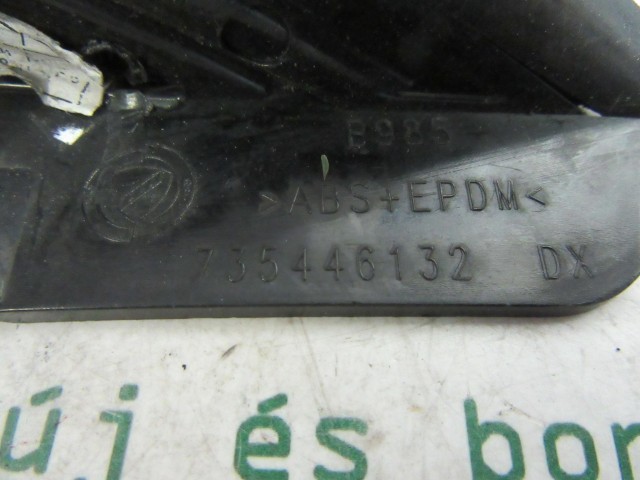 B985
>ABS+EPDM<
735446132 DX
új és bon